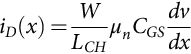 i_D(x) = \frac{W}{L_{CH}} \mu_n C_{GS} \frac{dv}{dx}